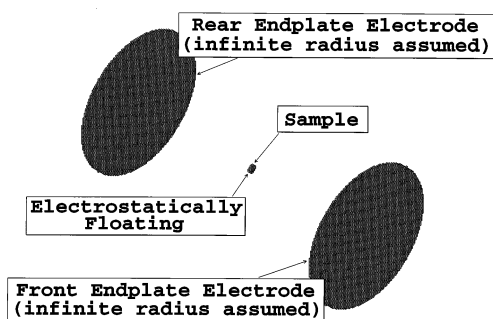 Rear Endplate Electrode
(infinite radius assumed)
Sample
Electrostatically
Floating
Front Endplate Electrode
(infinite radius assumed)